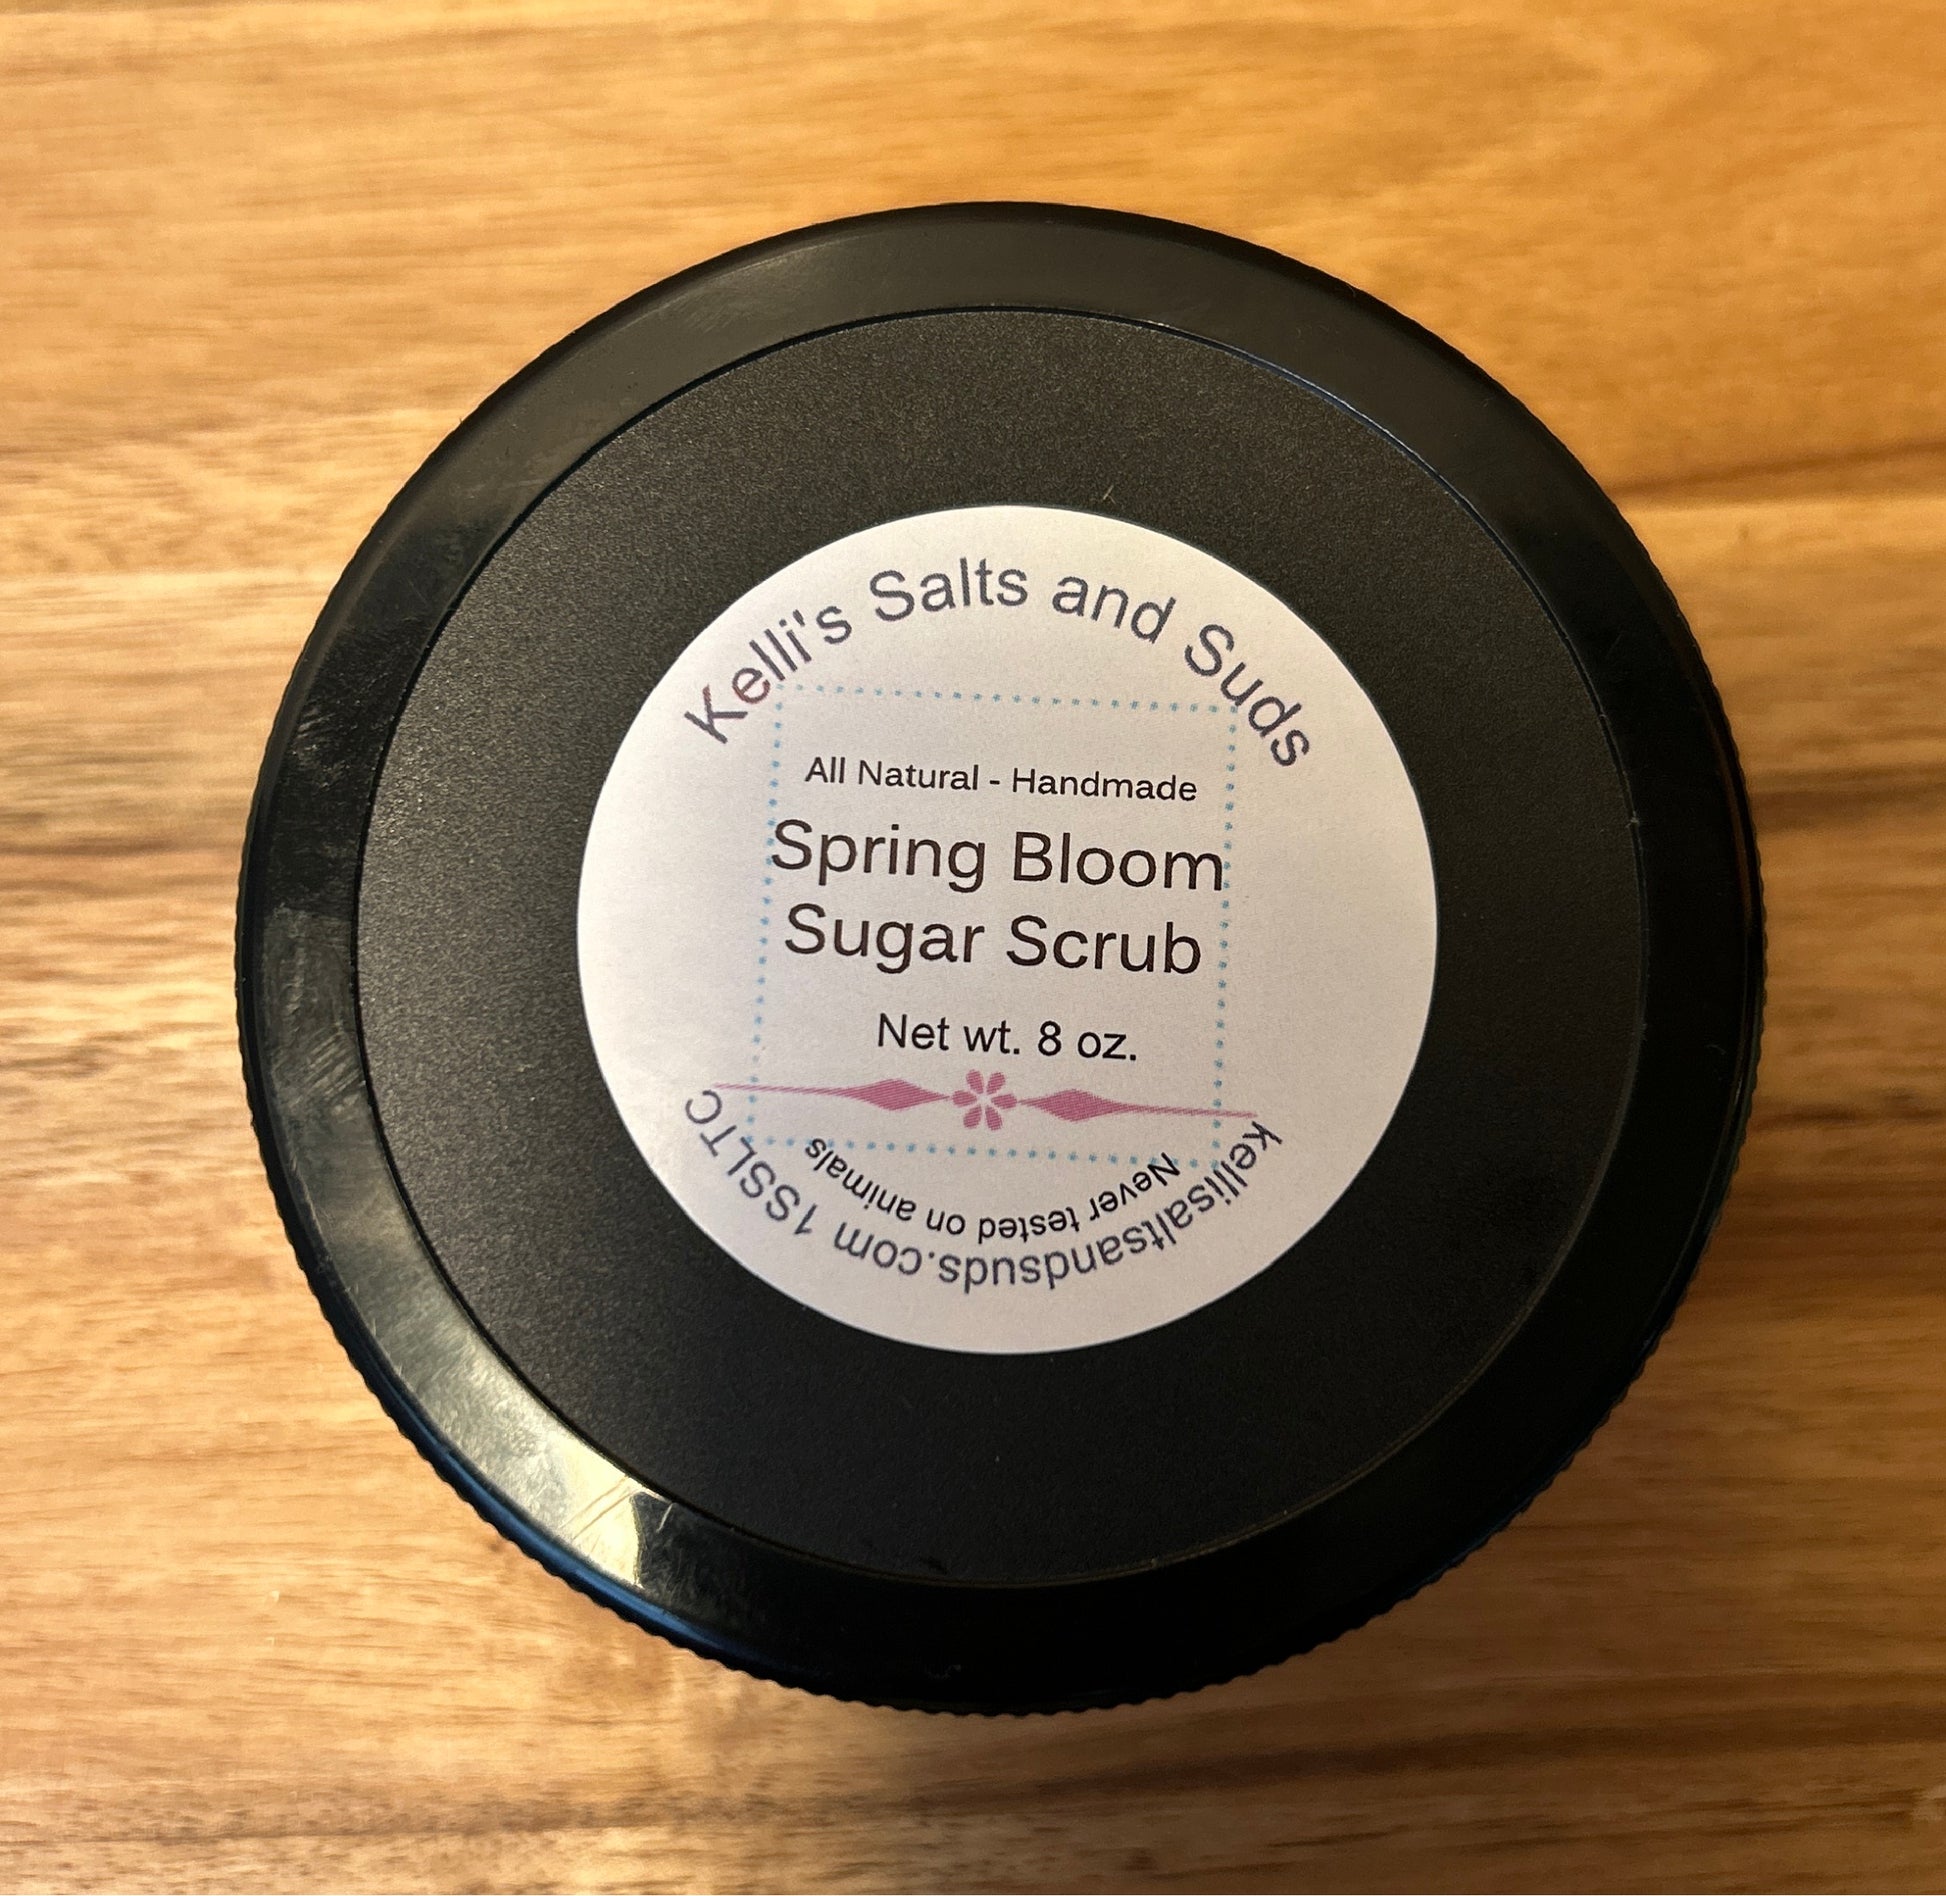 Kelli's Salts and Suds
All Natural - Handmade
Spring Bloom
Sugar Scrub
Net wt. 8 oz.
Never tested on animals
kellisaltsandsuds.com 1SSLTC